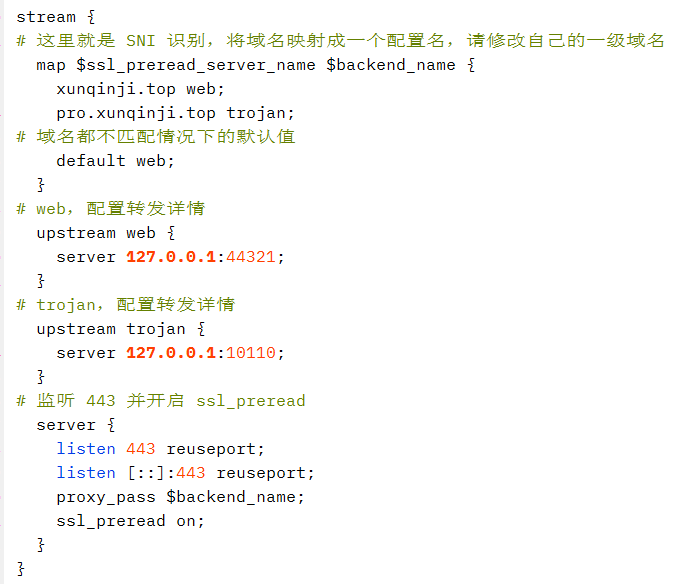 stream {
# 这里就是 SNI 识别，将域名映射成一个配置名，请修改自己的一级域名
  map $ssl_preread_server_name $backend_name {
    xunqinji.top web;
    pro.xunqinji.top trojan;
# 域名都不匹配情况下的默认值
    default web;
  }
# web，配置转发详情
  upstream web {
    server 127.0.0.1:44321;
  }
# trojan，配置转发详情
  upstream trojan {
    server 127.0.0.1:10110;
  }
# 监听 443 并开启 ssl_preread
  server {
    listen 443 reuseport;
    listen [::]:443 reuseport;
    proxy_pass $backend_name;
    ssl_preread on;
  }
}